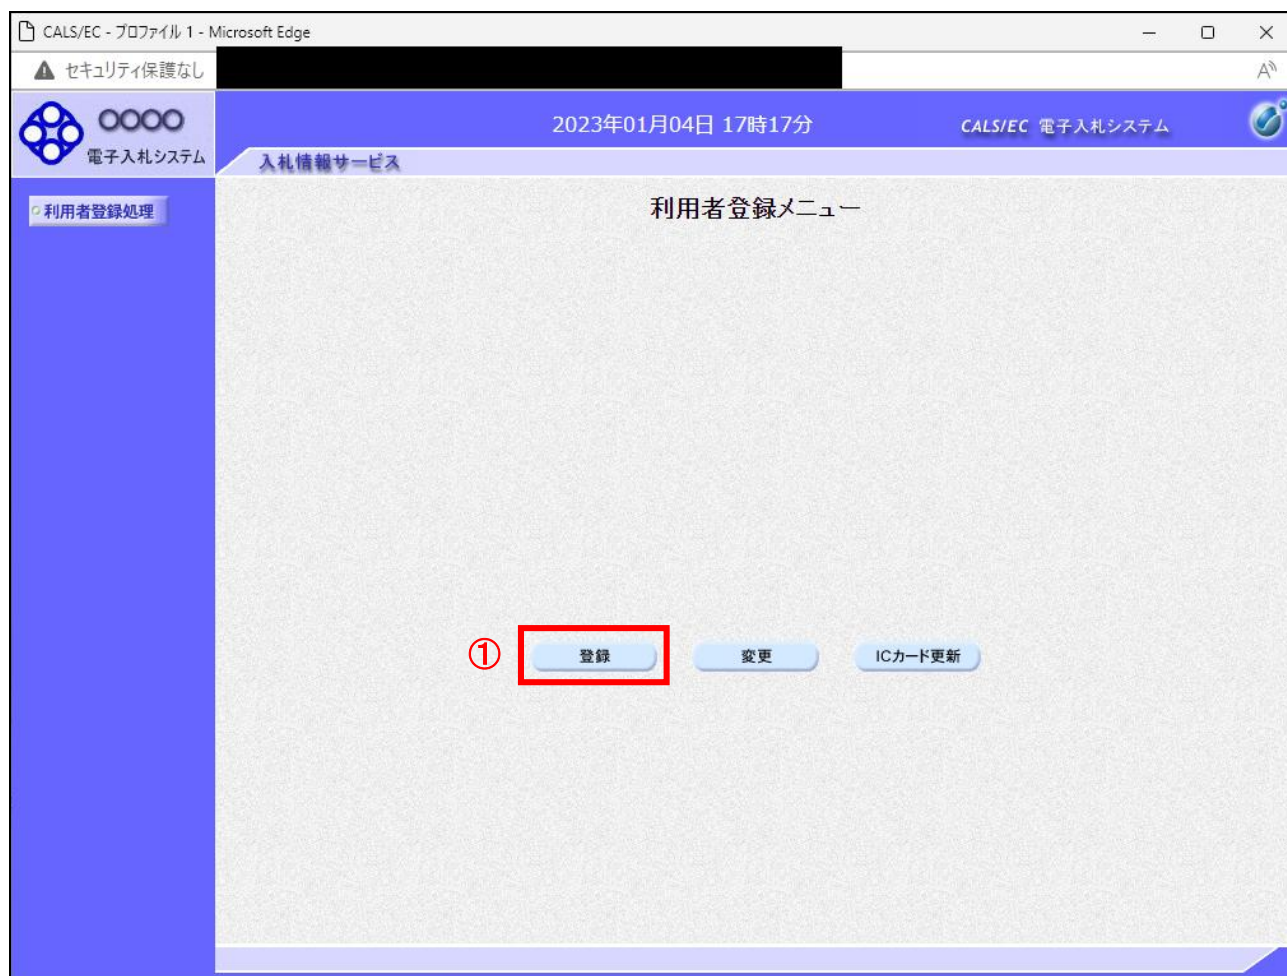 CALS/EC - プロファイル 1 - Microsoft Edge
セキュリティ保護なし
A
○○○○
電子入札システム
2023年01月04日 17時17分
CALS/EC 電子入札システム
入札情報サービス
利用者登録処理
利用者登録メニュー
① 登録 変更 ICカード更新